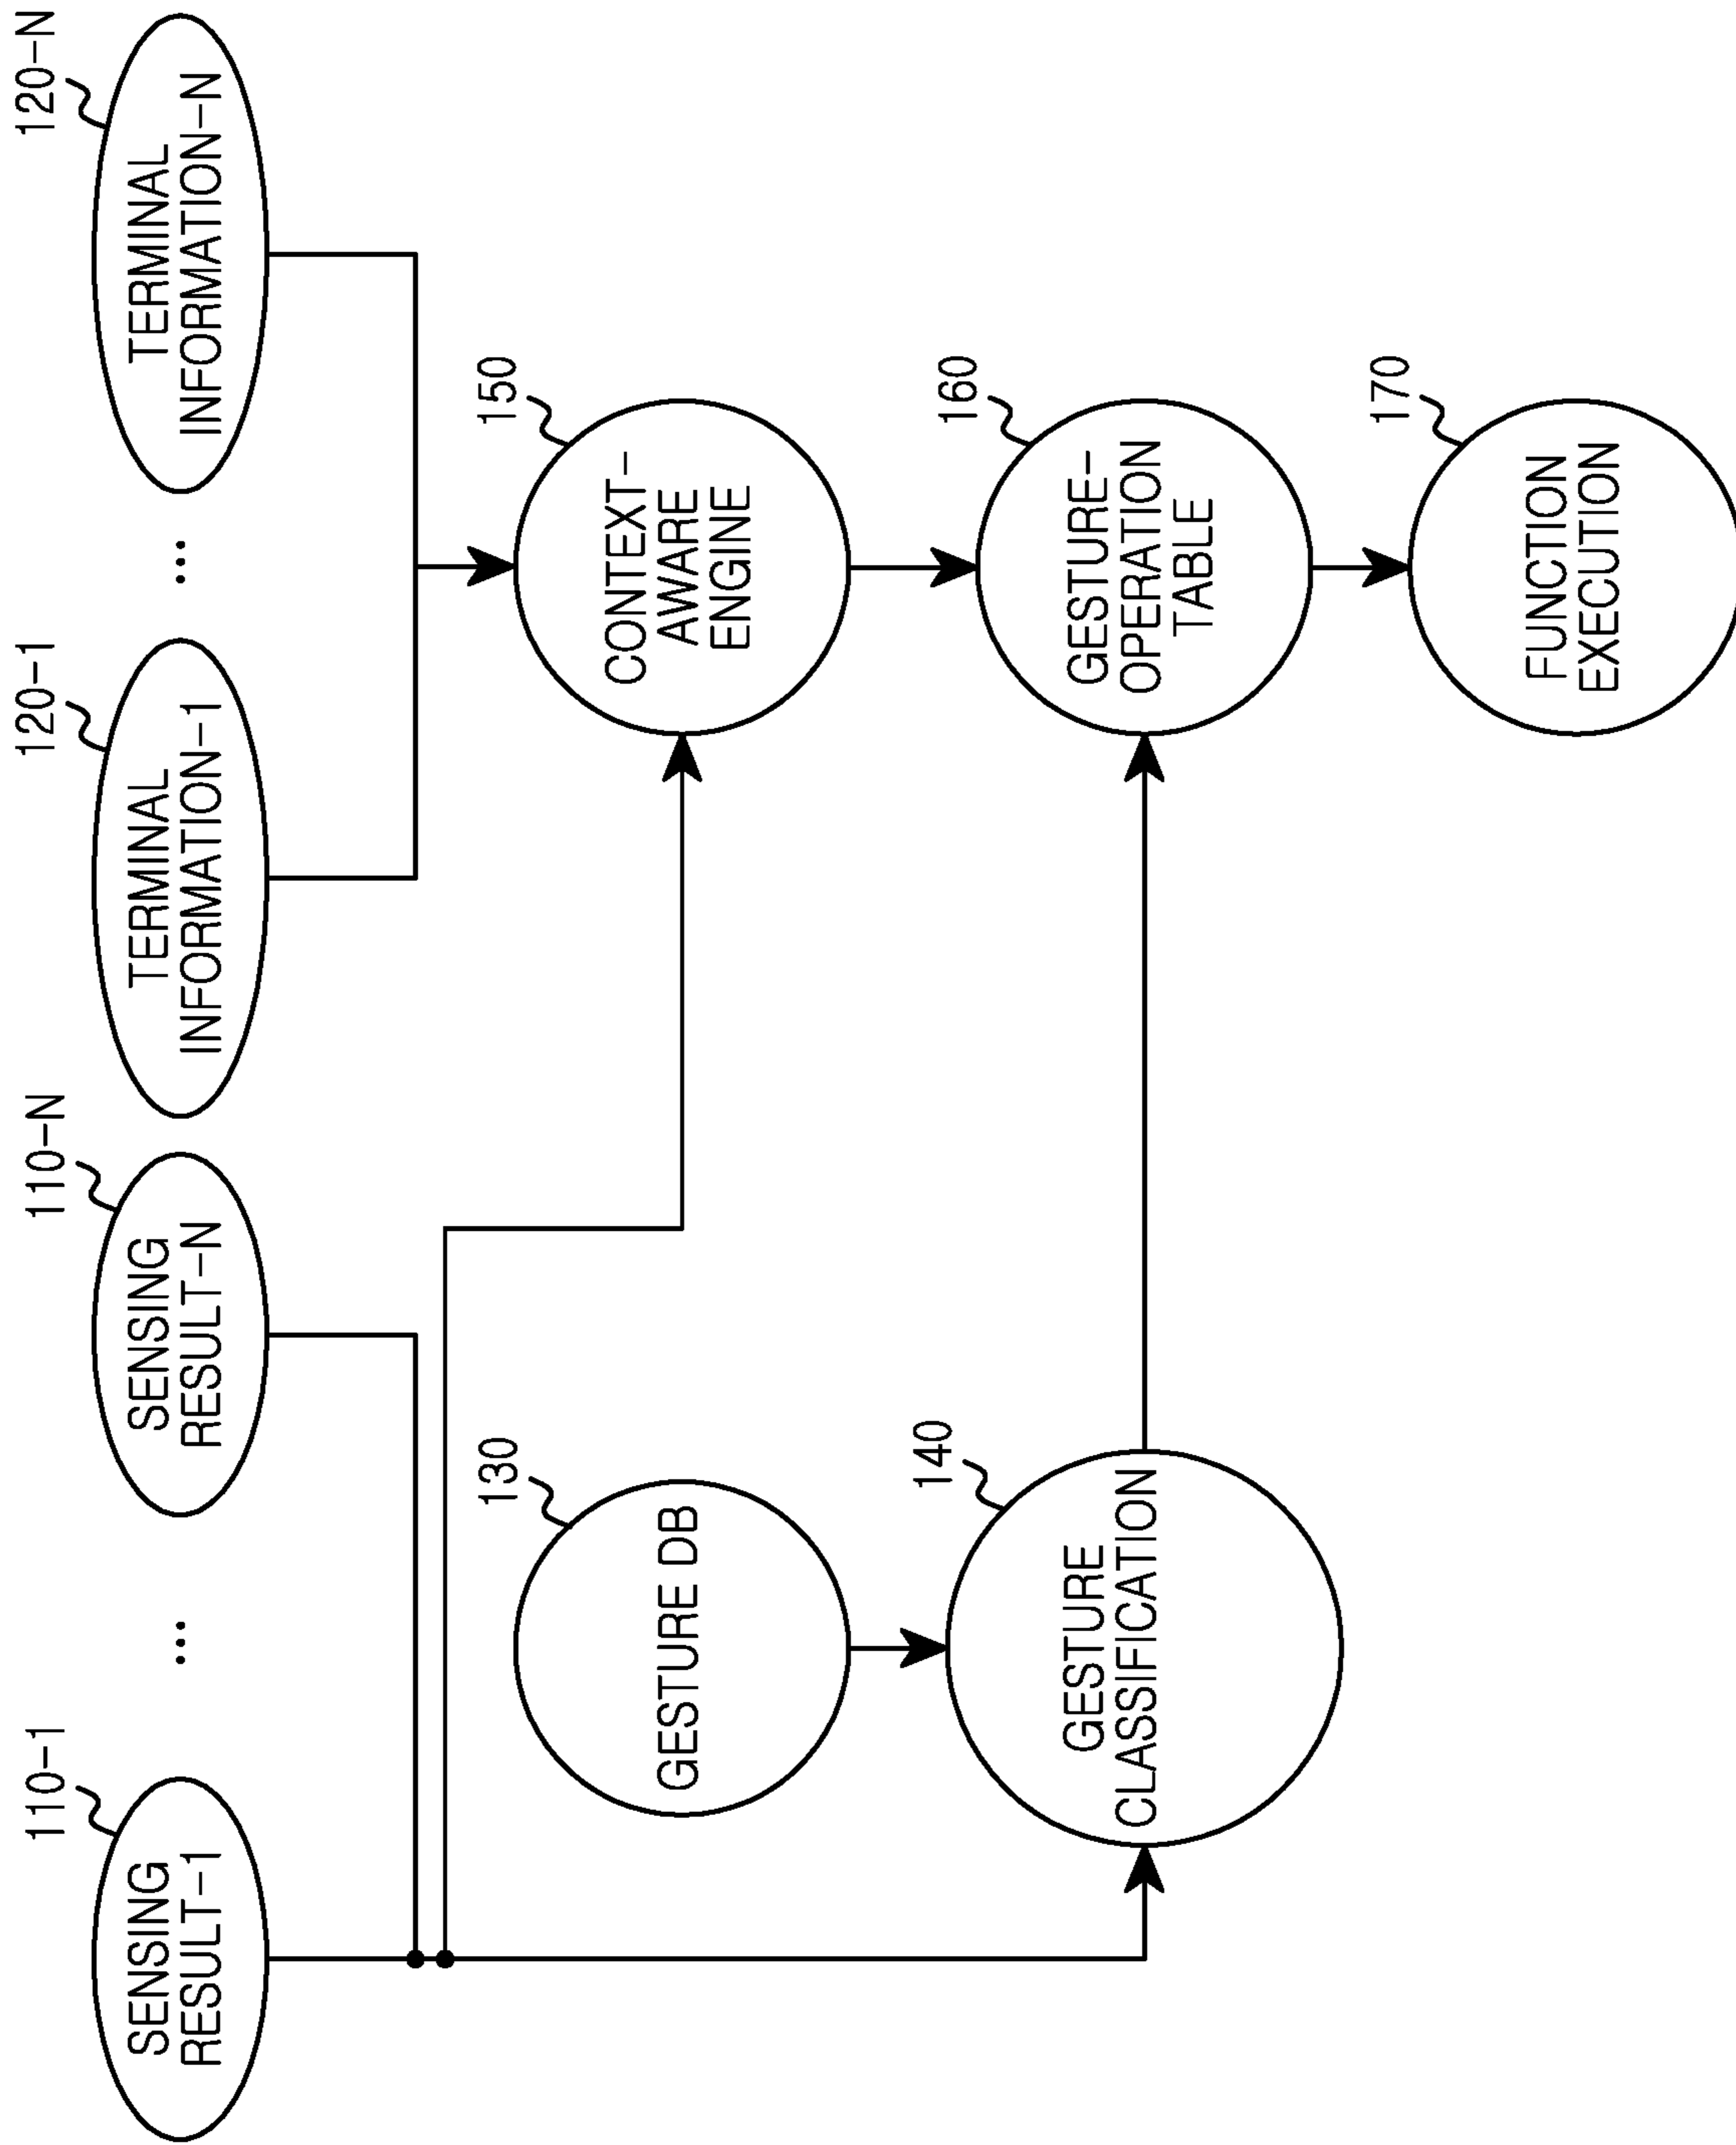 110-1
SENSING
RESULT-1
...
110-N
SENSING
RESULT-N
120-1
TERMINAL
INFORMATION-1
...
120-N
TERMINAL
INFORMATION-N
130
GESTURE DB
150
CONTEXT-
AWARE
ENGINE
140
GESTURE
CLASSIFICATION
160
GESTURE-
OPERATION
TABLE
170
FUNCTION
EXECUTION